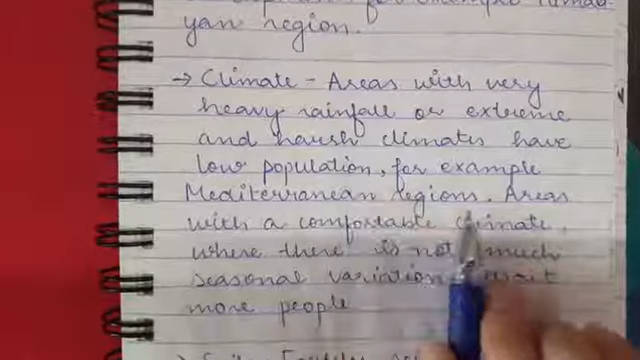 yan region.
→ Climate - Areas with very
heavy rainfall or extreme
and harsh climates have
low population, for example
Mediterranean regions. Areas
with a comfortable climate,
where there is not much
seasonal variation
more people